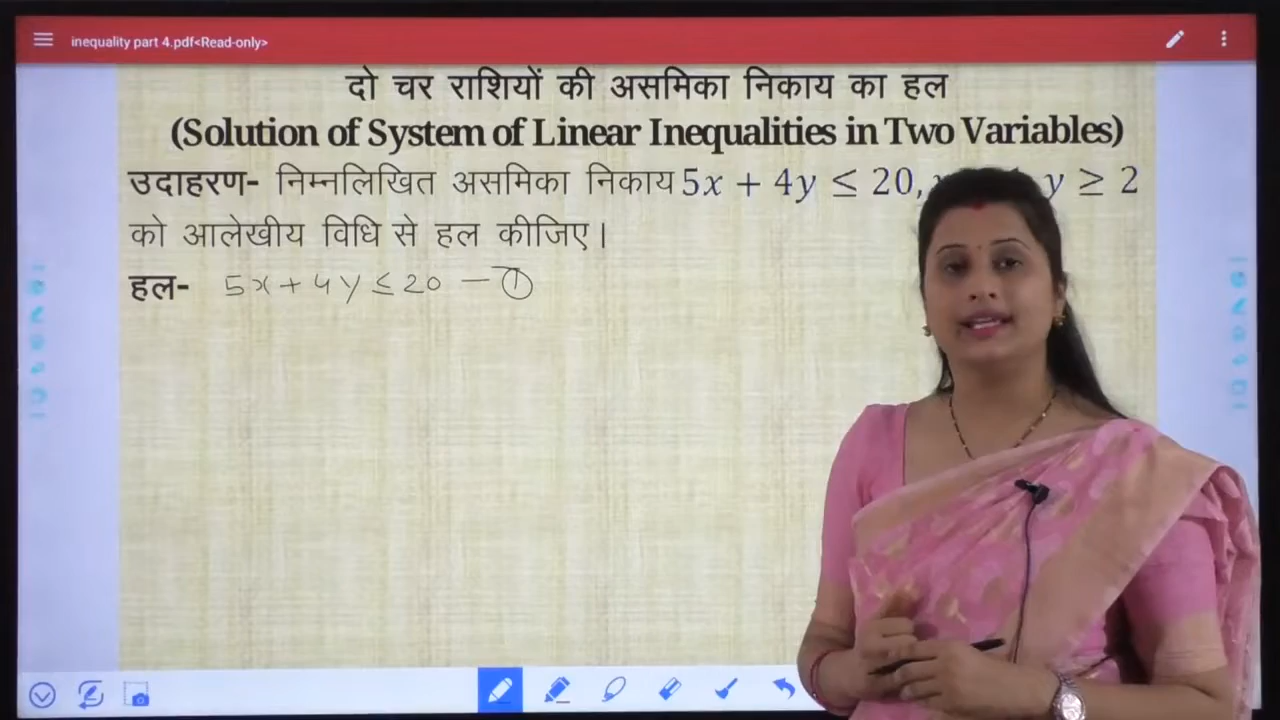 inequality part 4.pdf<Read-only>
दो चर राशियों की असमिका निकाय का हल
(Solution of System of Linear Inequalities in Two Variables)
उदाहरण- निम्नलिखित असमिका निकाय 5x + 4y ≤ 20, y ≥ 2
को आलेखीय विधि से हल कीजिए।
हल- 5x + 4y ≤ 20 — ①